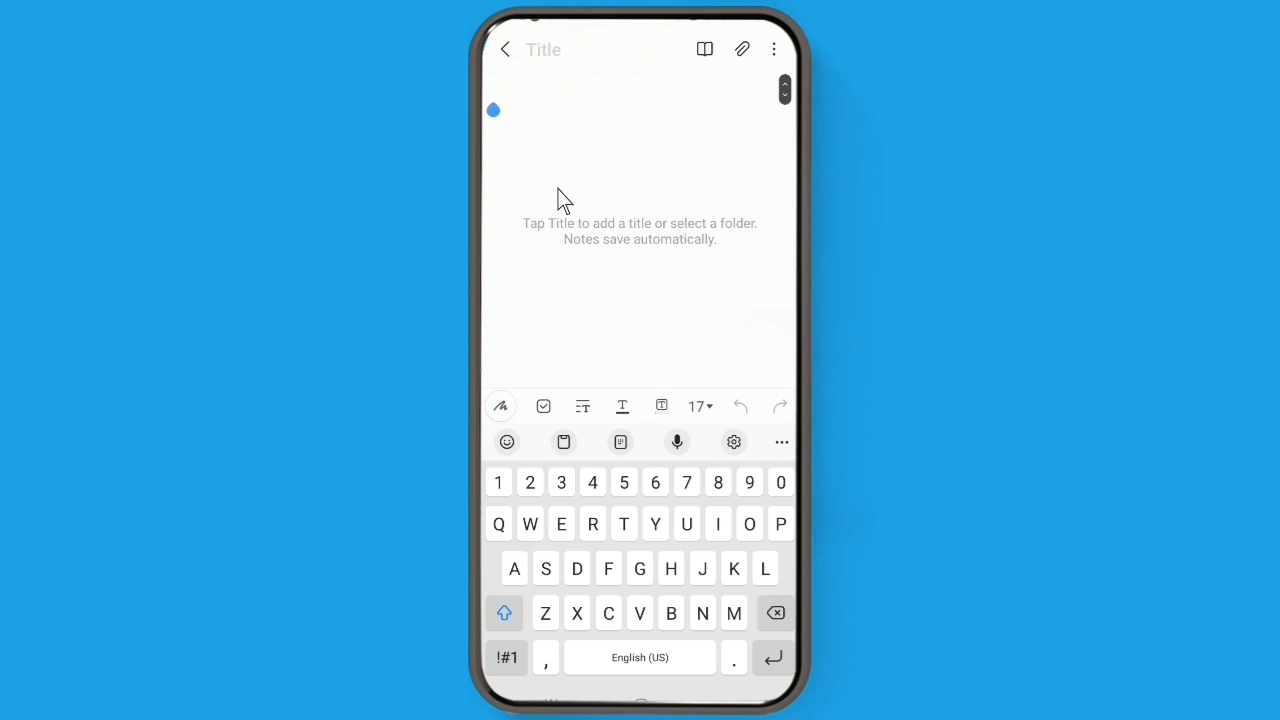 Title
Tap Title to add a title or select a folder.
Notes save automatically.
17
1 2 3 4 5 6 7 8 9 0
Q W E R T Y U I O P
A S D F G H J K L
Z X C V B N M
!#1 , English (US) .